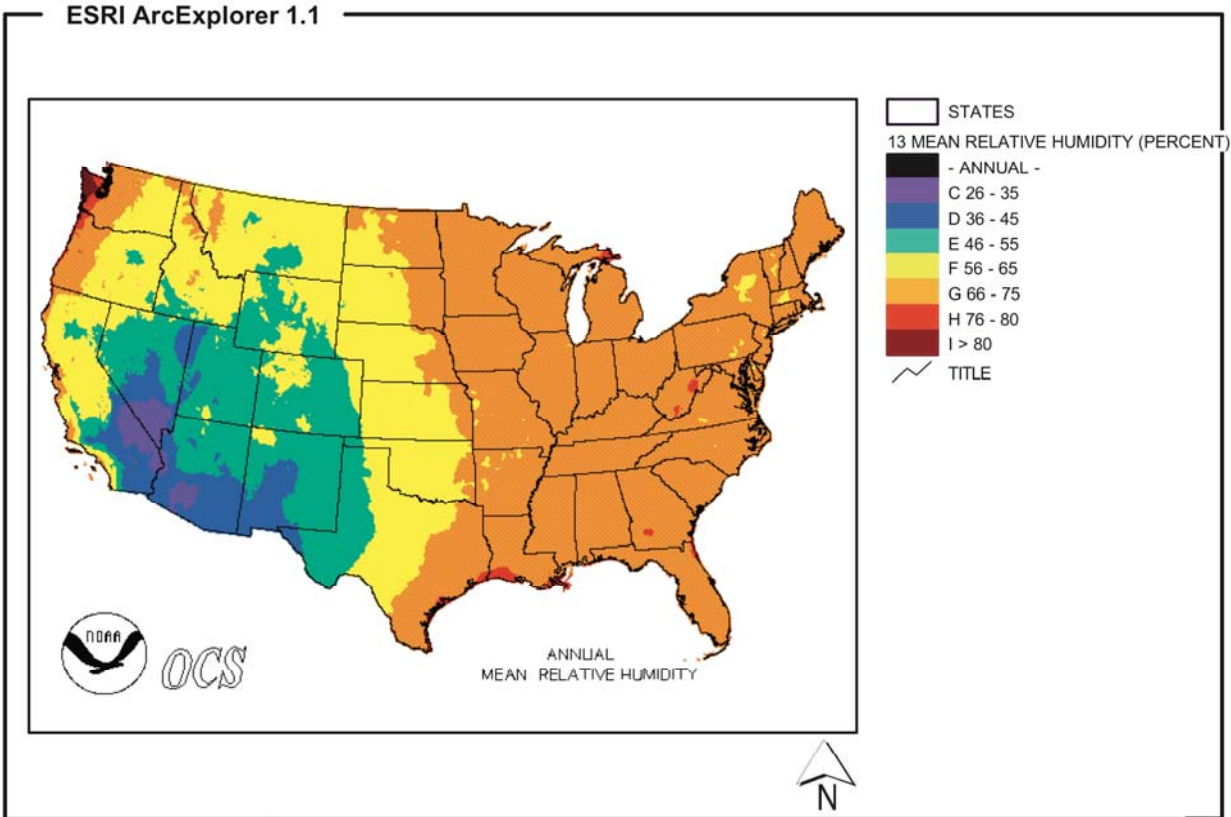 ESRI ArcExplorer 1.1
STATES
13 MEAN RELATIVE HUMIDITY (PERCENT)
- ANNUAL -
C 26 - 35
D 36 - 45
E 46 - 55
F 56 - 65
G 66 - 75
H 76 - 80
I > 80
TITLE
NOAA
OCS
ANNUAL
MEAN RELATIVE HUMIDITY
N